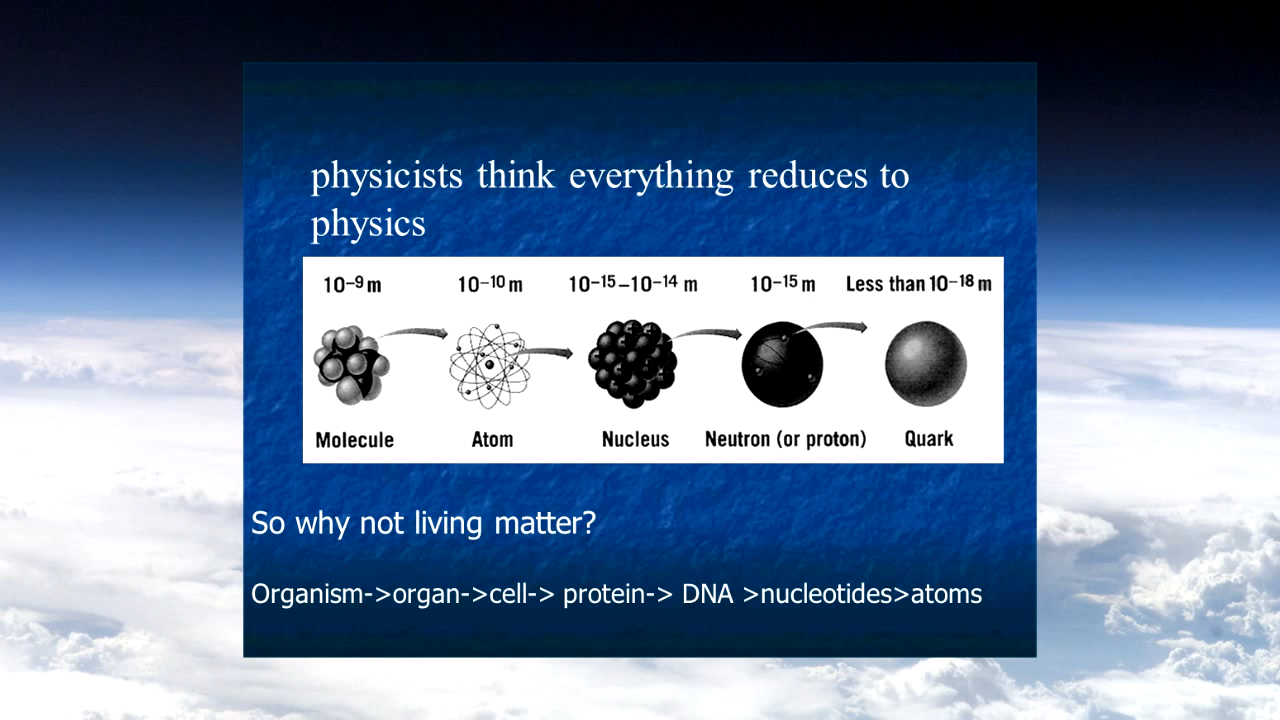 physicists think everything reduces to
physics
10⁻⁹ m 10⁻¹⁰ m 10⁻¹⁵–10⁻¹⁴ m 10⁻¹⁵ m Less than 10⁻¹⁸ m
Molecule Atom Nucleus Neutron (or proton) Quark
So why not living matter?
Organism->organ->cell-> protein-> DNA >nucleotides>atoms